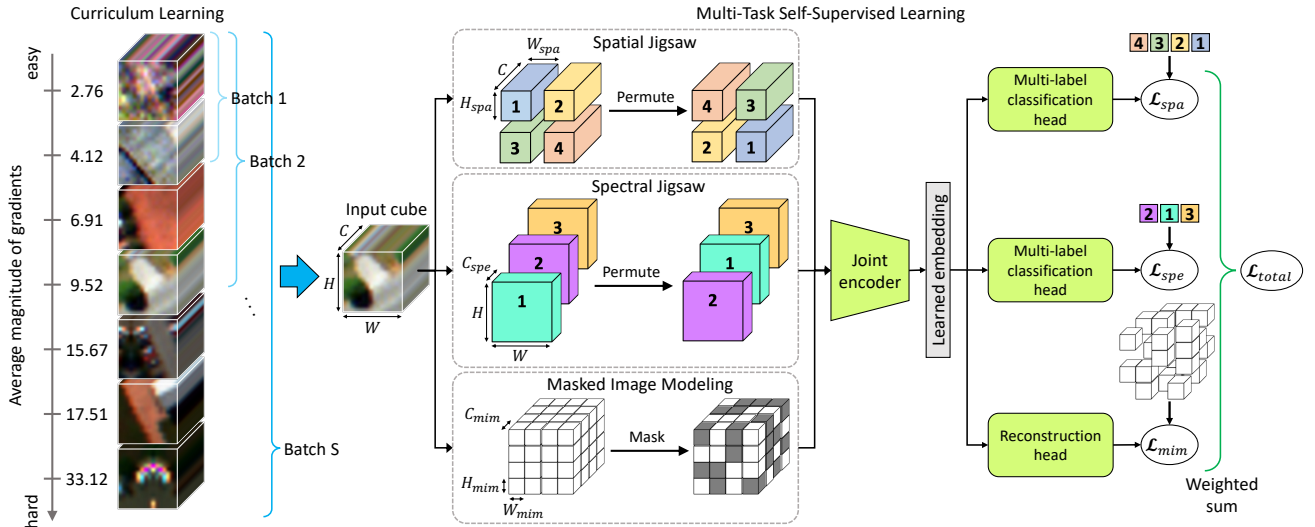 Curriculum Learning
Multi-Task Self-Supervised Learning
easy
Average magnitude of gradients
hard
2.76
4.12
6.91
9.52
15.67
17.51
33.12
Batch 1
Batch 2
...
Batch S
Input cube
C
H
W
Spatial Jigsaw
C
W_spa
H_spa
1
2
3
4
Permute
4
3
2
1
Spectral Jigsaw
C_spe
H
W
3
2
1
Permute
3
1
2
Masked Image Modeling
C_mim
H_mim
W_mim
Mask
Joint
encoder
Learned embedding
Multi-label
classification
head
4 3 2 1
ℒ_spa
Multi-label
classification
head
2 1 3
ℒ_spe
Reconstruction
head
ℒ_mim
ℒ_total
Weighted
sum